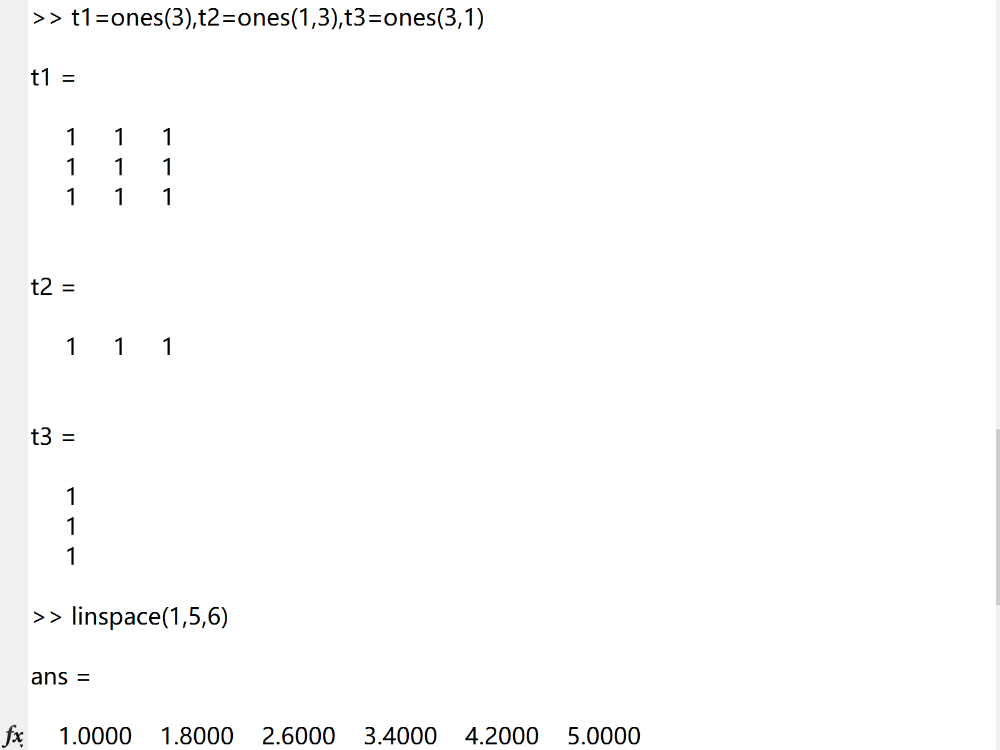 >> t1=ones(3),t2=ones(1,3),t3=ones(3,1)
t1 =
1 1 1
1 1 1
1 1 1
t2 =
1 1 1
t3 =
1
1
1
>> linspace(1,5,6)
ans =
fx 1.0000 1.8000 2.6000 3.4000 4.2000 5.0000